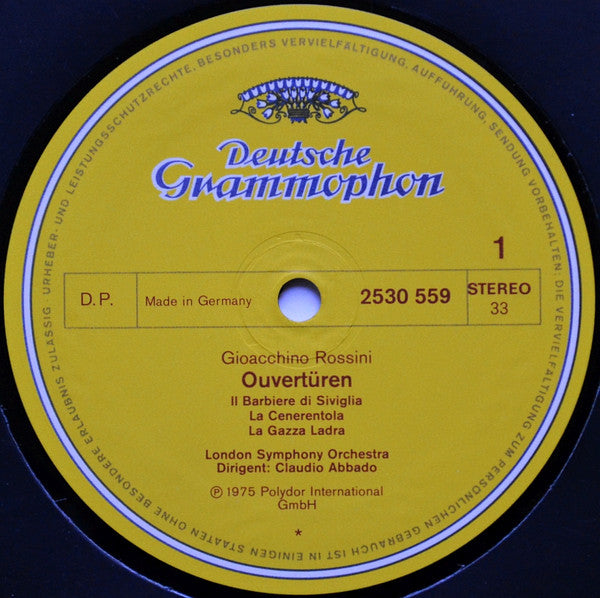 URHEBER- UND LEISTUNGSSCHUTZRECHTE, BESONDERS VERVIELFÄLTIGUNG, AUFFÜHRUNG, SENDUNG VORBEHALTEN: DIE VERVIELFÄLTIGUNG ZUM PERSÖNLICHEN GEBRAUCH IST IN EINIGEN STAATEN OHNE BESONDERE ERLAUBNIS ZULÄSSIG
Deutsche
Grammophon
1
D.P. Made in Germany 2530 559 STEREO
33
Gioacchino Rossini
Ouvertüren
Il Barbiere di Siviglia
La Cenerentola
La Gazza Ladra
London Symphony Orchestra
Dirigent: Claudio Abbado
℗ 1975 Polydor International
GmbH
*